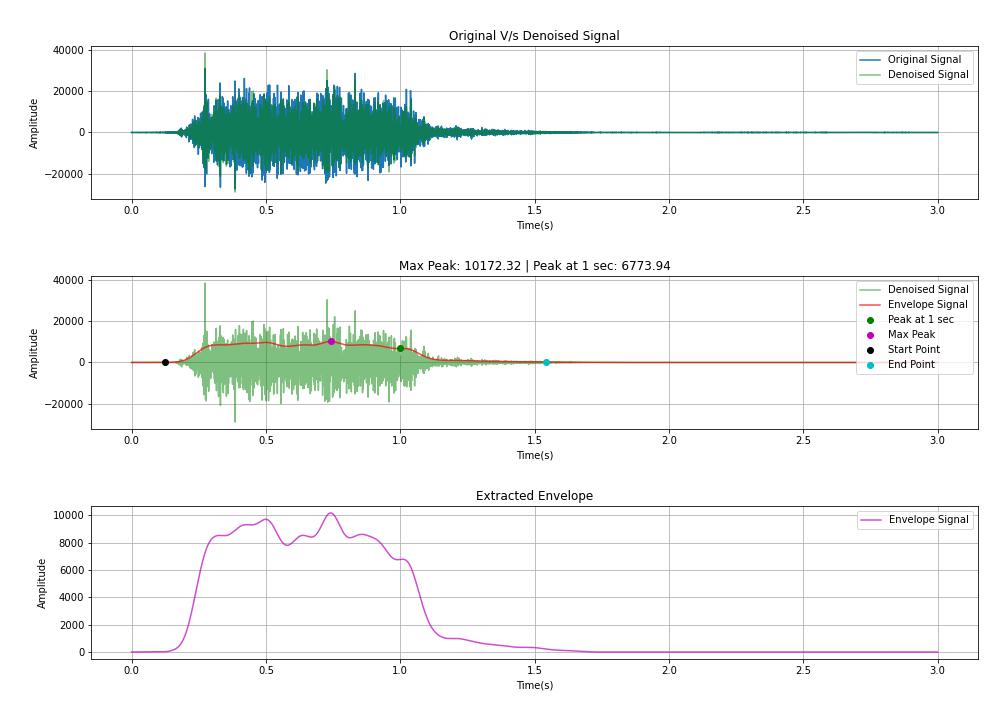 Original V/s Denoised Signal
40000
20000
0
−20000
Amplitude
Original Signal
Denoised Signal
0.0 0.5 1.0 1.5 2.0 2.5 3.0
Time(s)
Max Peak: 10172.32 | Peak at 1 sec: 6773.94
40000
20000
0
−20000
Amplitude
Denoised Signal
Envelope Signal
Peak at 1 sec
Max Peak
Start Point
End Point
0.0 0.5 1.0 1.5 2.0 2.5 3.0
Time(s)
Extracted Envelope
10000
8000
6000
4000
2000
0
Amplitude
Envelope Signal
0.0 0.5 1.0 1.5 2.0 2.5 3.0
Time(s)